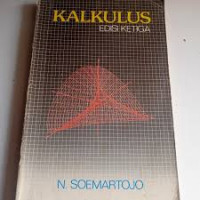 KALKULUS
EDISI KETIGA
N. SOEMARTOJO